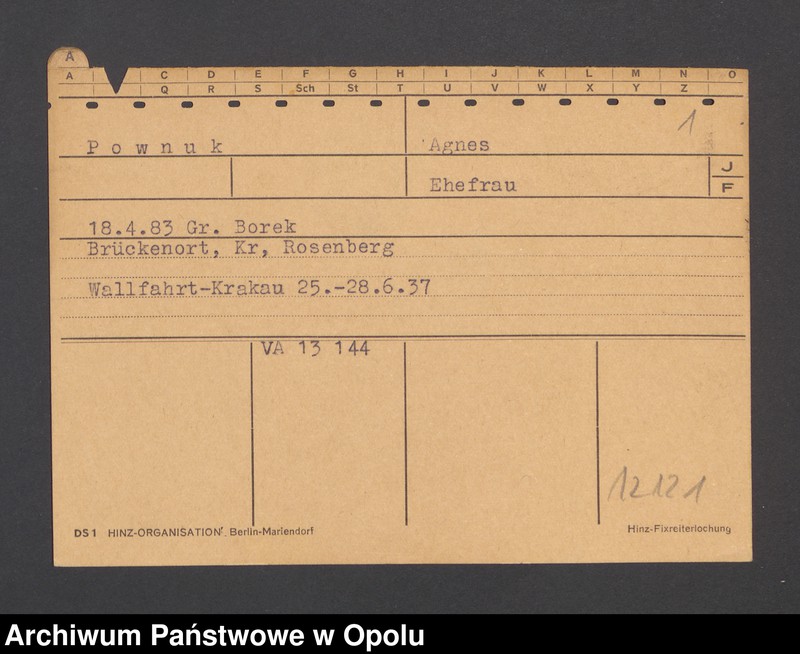 A
A C D E F G H I J K L M N O
Q R S Sch St T U V W X Y Z
1
Pownuk Agnes
Ehefrau
J
F
18.4.83 Gr. Borek
Brückenort, Kr, Rosenberg
Wallfahrt-Krakau 25.-28.6.37
VA 13 144
12121
DS1 HINZ-ORGANISATION, Berlin-Mariendorf Hinz-Fixreiterlochung
Archiwum Państwowe w Opolu